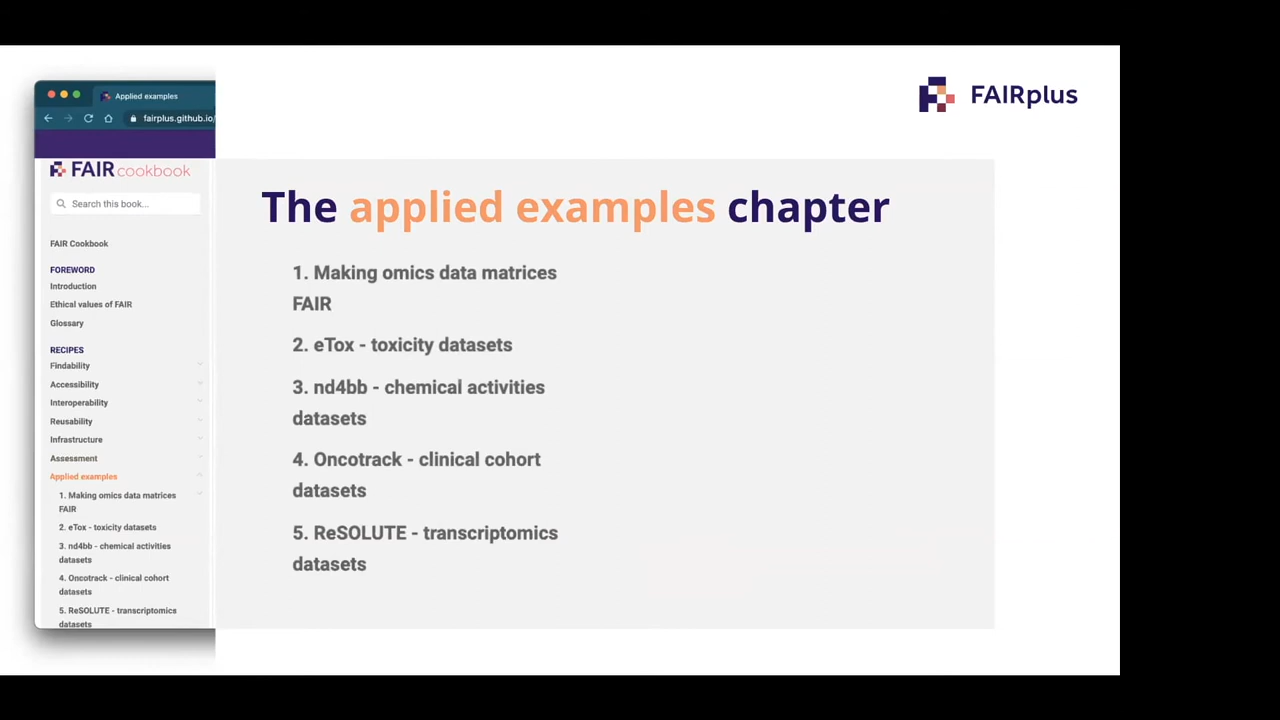 Applied examples
fairplus.github.io/
FAIRplus
FAIRcookbook
Search this book...
FAIR Cookbook
FOREWORD
Introduction
Ethical values of FAIR
Glossary
RECIPES
Findability
Accessibility
Interoperability
Reusability
Infrastructure
Assessment
Applied examples
1. Making omics data matrices
FAIR
2. eTox - toxicity datasets
3. nd4bb - chemical activities
datasets
4. Oncotrack - clinical cohort
datasets
5. ReSOLUTE - transcriptomics
datasets
The applied examples chapter
1. Making omics data matrices
FAIR
2. eTox - toxicity datasets
3. nd4bb - chemical activities
datasets
4. Oncotrack - clinical cohort
datasets
5. ReSOLUTE - transcriptomics
datasets